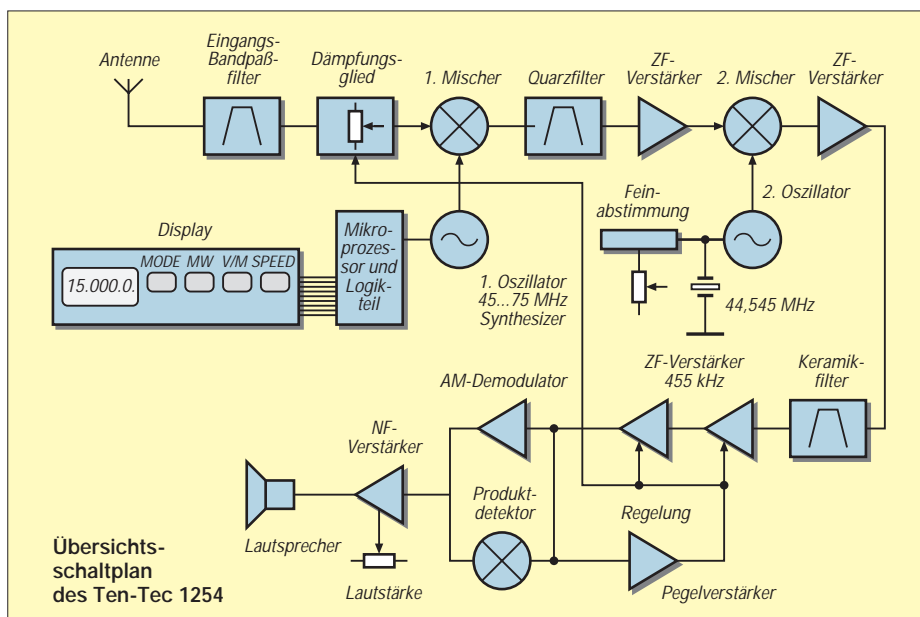 Antenne
Eingangs-
Bandpaß-
filter
Dämpfungs-
glied
1. Mischer
Quarzfilter
ZF-
Verstärker
2. Mischer
ZF-
Verstärker
Display
MODE MW V/M SPEED
15.000.0.
Mikro-
prozes-
sor und
Logik-
teil
1. Oszillator
45...75 MHz
Synthesizer
Fein-
abstimmung
2. Oszillator
44,545 MHz
AM-Demodulator
ZF-Verstärker
455 kHz
Keramik-
filter
NF-
Verstärker
Lautsprecher
Lautstärke
Produkt-
detektor
Regelung
Pegelverstärker
Übersichts-
schaltplan
des Ten-Tec 1254